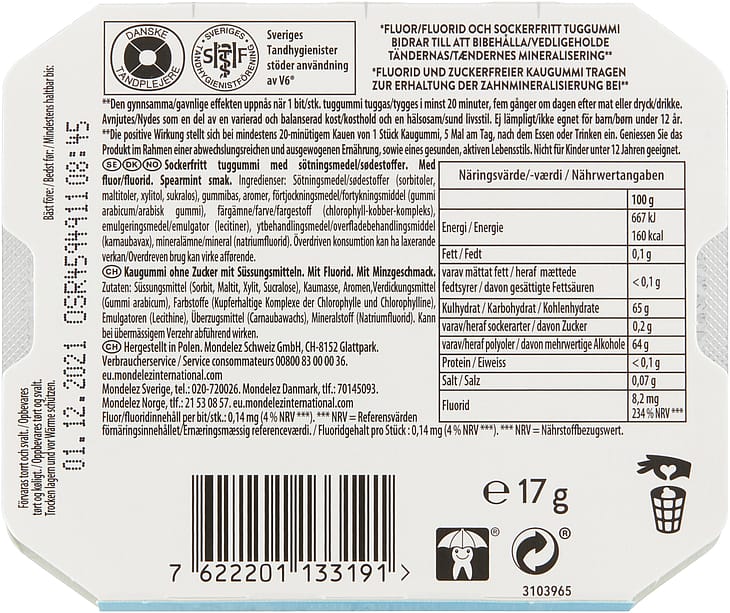 DANSKE
TANDPLEJERE
SVERIGES
TANDHYGIENISTFÖRENING
S T F
Sveriges
Tandhygienister
stöder användning
av V6®
*FLUOR/FLUORID OCH SOCKERFRITT TUGGUMMI
BIDRAR TILL ATT BIBEHÅLLA/VEDLIGEHOLDE
TÄNDERNAS/TÆNDERNES MINERALISERING**
*FLUORID UND ZUCKERFREIER KAUGUMMI TRAGEN
ZUR ERHALTUNG DER ZAHNMINERALISIERUNG BEI**
**Den gynnsamma/gavnlige effekten uppnås när 1 bit/stk. tuggummi tuggas/tygges i minst 20 minuter, fem gånger om dagen efter mat eller dryck/drikke.
Avnjutes/Nydes som en del av en varierad och balanserad kost/kosthold och en hälsosam/sund livsstil. Ej lämpligt/ikke egnet för barn/børn under 12 år.
**Die positive Wirkung stellt sich bei mindestens 20-minütigem Kauen von 1 Stück Kaugummi, 5 Mal am Tag, nach dem Essen oder Trinken ein. Geniessen Sie das
Produkt im Rahmen einer abwechslungsreichen und ausgewogenen Ernährung, sowie eines gesunden, aktiven Lebensstils. Nicht für Kinder unter 12 Jahren geeignet.
SE DK NO Sockerfritt tuggummi med sötningsmedel/sødestoffer. Med
fluor/fluorid. Spearmint smak. Ingredienser: Sötningsmedel/sødestoffer (sorbitoler,
maltitoler, xylitol, sukralos), gummibas, aromer, förtjockningsmedel/fortykningsmiddel (gummi
arabicum/arabisk gummi), färgämne/farve/fargestoff (chlorophyll-kobber-kompleks),
emulgeringsmedel/emulgator (lecitiner), ytbehandlingsmedel/overfladebehandlingsmiddel
(karnaubavax), mineralämne/mineral (natriumfluorid). Överdriven konsumtion kan ha laxerande
verkan/Overdreven brug kan virke afførende.
CH Kaugummi ohne Zucker mit Süssungsmitteln. Mit Fluorid. Mit Minzgeschmack.
Zutaten: Süssungsmittel (Sorbit, Maltit, Xylit, Sucralose), Kaumasse, Aromen,Verdickungsmittel
(Gummi arabicum), Farbstoffe (Kupferhaltige Komplexe der Chlorophylle und Chlorophylline),
Emulgatoren (Lecithine), Überzugsmittel (Carnaubawachs), Mineralstoff (Natriumfluorid). Kann
bei übermässigem Verzehr abführend wirken.
CH Hergestellt in Polen. Mondelez Schweiz GmbH, CH-8152 Glattpark.
Verbraucherservice / Service consommateurs 00800 83 00 00 36.
eu.mondelezinternational.com
Mondelez Sverige, tel.: 020-720026. Mondelez Danmark, tlf.: 70145093.
Mondelez Norge, tlf.: 21 53 08 57. eu.mondelezinternational.com
Fluor/fluoridinnehåll per bit/stk.: 0,14 mg (4 % NRV ***). *** NRV = Referensvärden
förnäringsinnehållet/Ernæringsmæssig referenceværdi. / Fluoridgehalt pro Stück : 0,14 mg (4 % NRV ***). *** NRV = Nährstoffbezugswert.
Näringsvärde/-værdi / Nährwertangaben
100 g
Energi / Energie 667 kJ
160 kcal
Fett / Fedt 0,1 g
varav mättat fett / heraf mættede
fedtsyrer / davon gesättigte Fettsäuren < 0,1 g
Kulhydrat / Karbohydrat / Kohlenhydrate 65 g
varav/heraf sockerarter / davon Zucker 0,2 g
varav/heraf polyoler / davon mehrwertige Alkohole 64 g
Protein / Eiweiss < 0,1 g
Salt / Salz 0,07 g
Fluorid 8,2 mg
234 % NRV ***
Bäst före: / Bedst før: / Mindestens haltbar bis:
01.12.2021 OSR4594911 08:45
Förvaras torrt och svalt. / Opbevares
tørt og køligt. / Oppbevares tørt og svalt.
Trocken lagern und vor Wärme schützen.
7 622201 133191 >
e 17 g
®
®
3103965